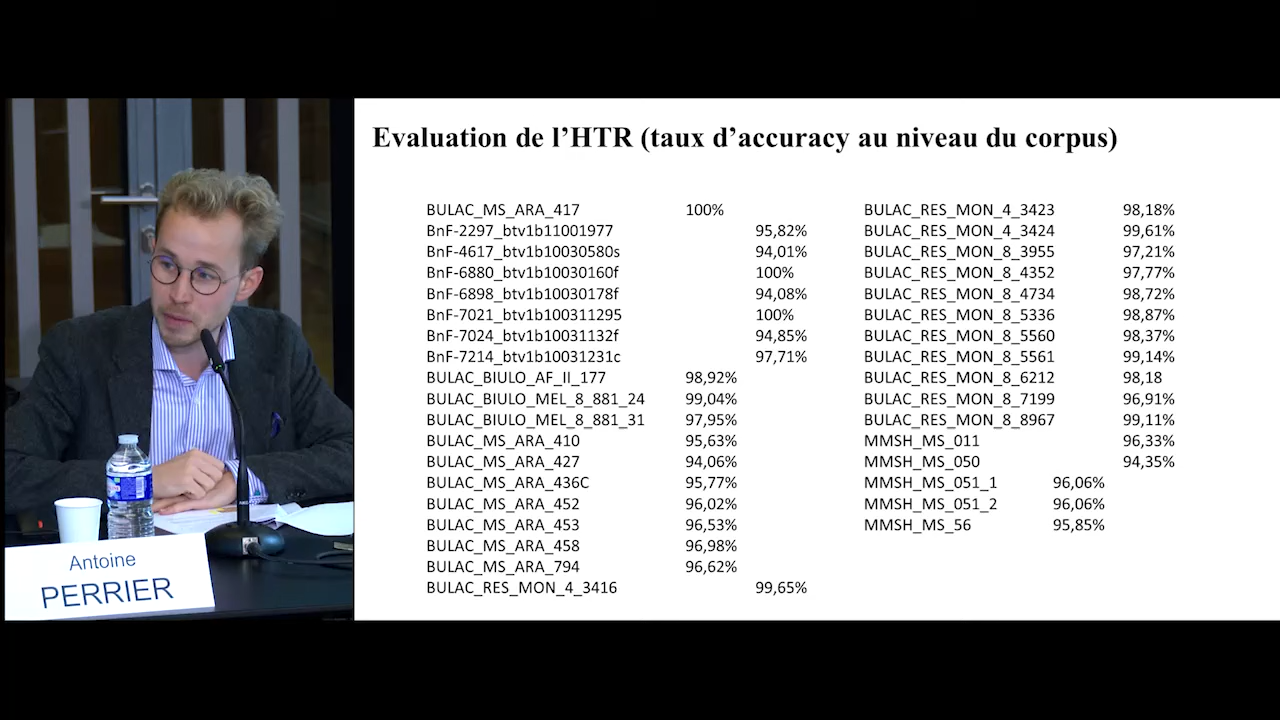 Evaluation de l’HTR (taux d’accuracy au niveau du corpus)
BULAC_MS_ARA_417 100%
BnF-2297_btv1b11001977 95,82%
BnF-4617_btv1b10030580s 94,01%
BnF-6880_btv1b10030160f 100%
BnF-6898_btv1b10030178f 94,08%
BnF-7021_btv1b100311295 100%
BnF-7024_btv1b10031132f 94,85%
BnF-7214_btv1b10031231c 97,71%
BULAC_BIULO_AF_II_177 98,92%
BULAC_BIULO_MEL_8_881_24 99,04%
BULAC_BIULO_MEL_8_881_31 97,95%
BULAC_MS_ARA_410 95,63%
BULAC_MS_ARA_427 94,06%
BULAC_MS_ARA_436C 95,77%
BULAC_MS_ARA_452 96,02%
BULAC_MS_ARA_453 96,53%
BULAC_MS_ARA_458 96,98%
BULAC_MS_ARA_794 96,62%
BULAC_RES_MON_4_3416 99,65%
BULAC_RES_MON_4_3423 98,18%
BULAC_RES_MON_4_3424 99,61%
BULAC_RES_MON_8_3955 97,21%
BULAC_RES_MON_8_4352 97,77%
BULAC_RES_MON_8_4734 98,72%
BULAC_RES_MON_8_5336 98,87%
BULAC_RES_MON_8_5560 98,37%
BULAC_RES_MON_8_5561 99,14%
BULAC_RES_MON_8_6212 98,18
BULAC_RES_MON_8_7199 96,91%
BULAC_RES_MON_8_8967 99,11%
MMSH_MS_011 96,33%
MMSH_MS_050 94,35%
MMSH_MS_051_1 96,06%
MMSH_MS_051_2 96,06%
MMSH_MS_56 95,85%
Antoine
PERRIER